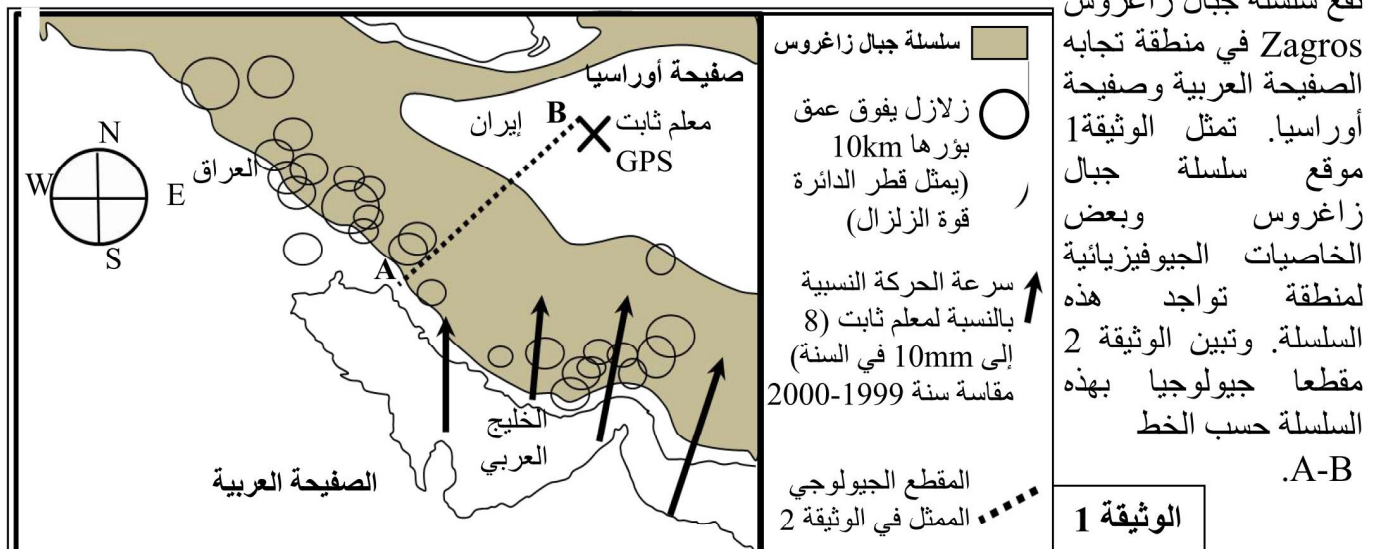 تقع سلسلة جبال زاغروس
Zagros في منطقة تجابه
الصفيحة العربية وصفيحة
أوراسيا. تمثل الوثيقة1
موقع سلسلة جبال
زاغروس وبعض
الخاصيات الجيوفيزيائية
لمنطقة تواجد هذه
السلسلة. وتبين الوثيقة 2
مقطعا جيولوجيا بهذه
السلسلة حسب الخط
A-B.
الوثيقة 1
سلسلة جبال زاغروس
زلازل يفوق عمق
بؤرها 10km
(يمثل قطر الدائرة
قوة الزلزال)
سرعة الحركة النسبية
بالنسبة لمعلم ثابت (8
إلى 10mm في السنة)
مقاسة سنة 1999-2000
المقطع الجيولوجي
الممثل في الوثيقة 2
صفيحة أوراسيا
B
معلم ثابت
GPS
إيران
العراق
N
W
E
S
A
الخليج
العربي
الصفيحة العربية